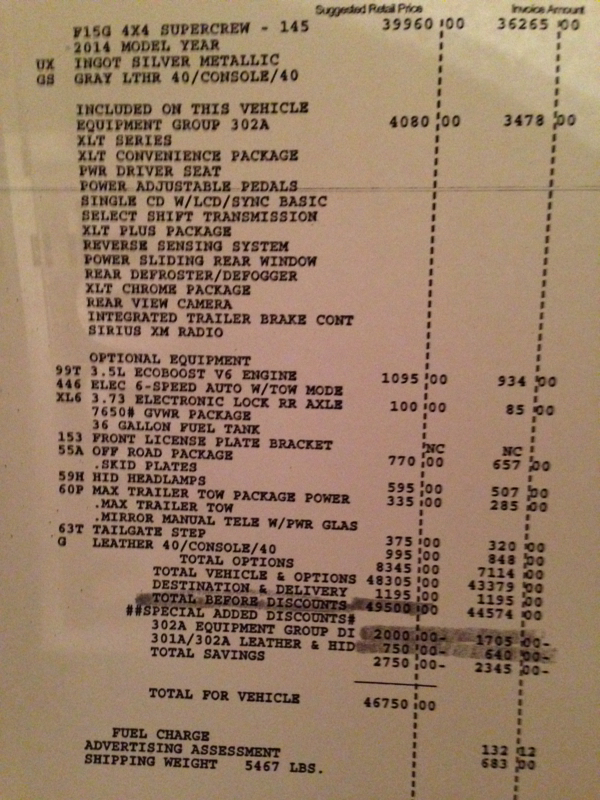 Suggested Retail Price Invoice Amount
F15G 4X4 SUPERCREW - 145 39960 00 36265 00
2014 MODEL YEAR
UX INGOT SILVER METALLIC
GS GRAY LTHR 40/CONSOLE/40
INCLUDED ON THIS VEHICLE
EQUIPMENT GROUP 302A 4080 00 3478 00
XLT SERIES
XLT CONVENIENCE PACKAGE
PWR DRIVER SEAT
POWER ADJUSTABLE PEDALS
SINGLE CD W/LCD/SYNC BASIC
SELECT SHIFT TRANSMISSION
XLT PLUS PACKAGE
REVERSE SENSING SYSTEM
POWER SLIDING REAR WINDOW
REAR DEFROSTER/DEFOGGER
XLT CHROME PACKAGE
REAR VIEW CAMERA
INTEGRATED TRAILER BRAKE CONT
SIRIUS XM RADIO
OPTIONAL EQUIPMENT
99T 3.5L ECOBOOST V6 ENGINE 1095 00 934 00
446 ELEC 6-SPEED AUTO W/TOW MODE
XL6 3.73 ELECTRONIC LOCK RR AXLE 100 00 85 00
7650# GVWR PACKAGE
36 GALLON FUEL TANK
153 FRONT LICENSE PLATE BRACKET NC NC
55A OFF ROAD PACKAGE 770 00 657 00
.SKID PLATES
59H HID HEADLAMPS 595 00 507 00
60P MAX TRAILER TOW PACKAGE POWER 335 00 285 00
.MAX TRAILER TOW
.MIRROR MANUAL TELE W/PWR GLAS
63T TAILGATE STEP 375 00 320 00
G LEATHER 40/CONSOLE/40 995 00 848 00
TOTAL OPTIONS 8345 00 7114 00
TOTAL VEHICLE & OPTIONS 48305 00 43379 00
DESTINATION & DELIVERY 1195 00 1195 00
TOTAL BEFORE DISCOUNTS 49500 00 44574 00
##SPECIAL ADDED DISCOUNTS#
302A EQUIPMENT GROUP DI 2000 00- 1705 00-
301A/302A LEATHER & HID 750 00- 640 00-
TOTAL SAVINGS 2750 00- 2345 00-
TOTAL FOR VEHICLE 46750 00
FUEL CHARGE 132 12
ADVERTISING ASSESSMENT 683 00
SHIPPING WEIGHT 5467 LBS.